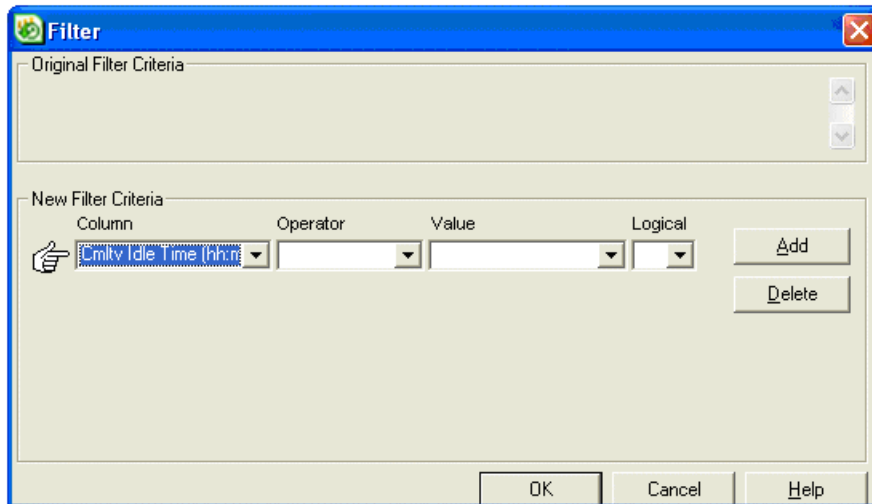 Filter
Original Filter Criteria
New Filter Criteria
Column Operator Value Logical
Cmltv Idle Time (hh:m
Add
Delete
OK Cancel Help